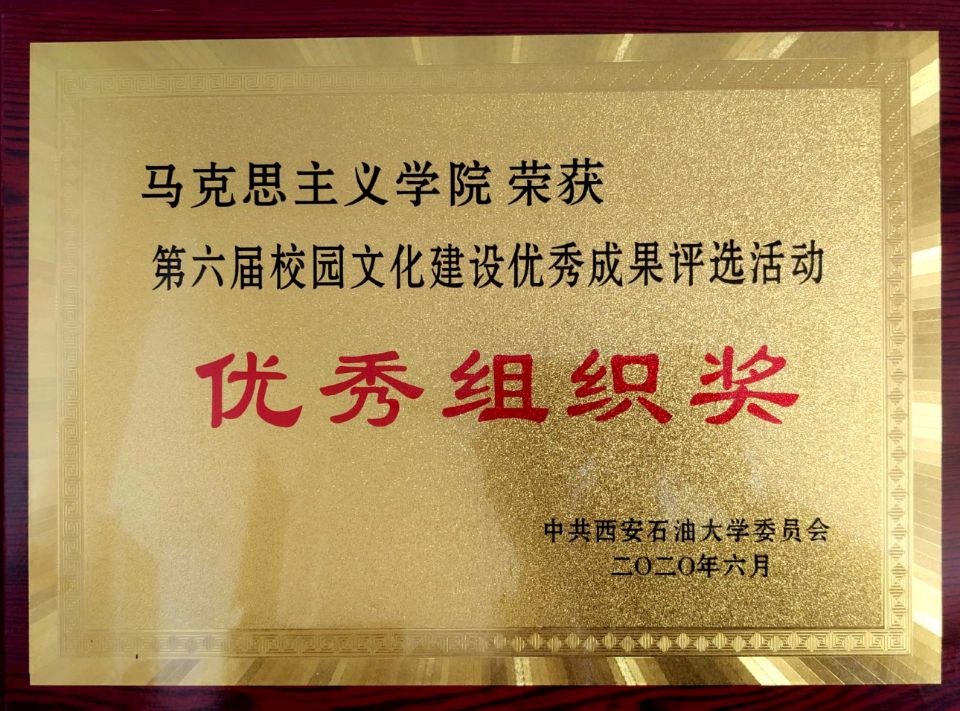 马克思主义学院 荣获
第六届校园文化建设优秀成果评选活动
优秀组织奖
中共西安石油大学委员会
二〇二〇年六月